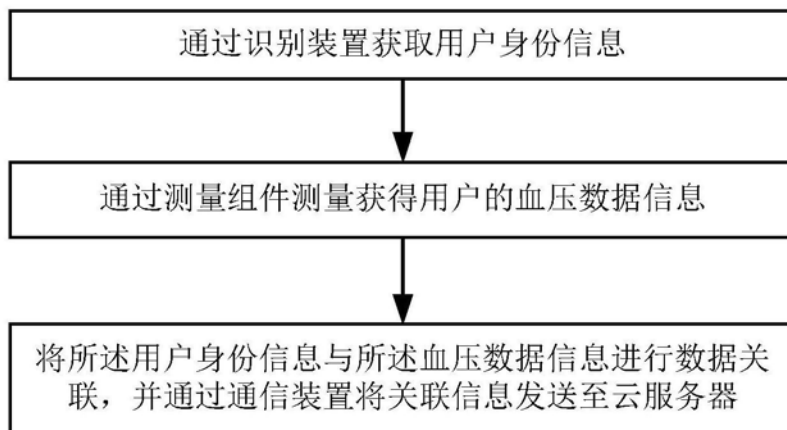 通过识别装置获取用户身份信息
通过测量组件测量获得用户的血压数据信息
将所述用户身份信息与所述血压数据信息进行数据关
联，并通过通信装置将关联信息发送至云服务器